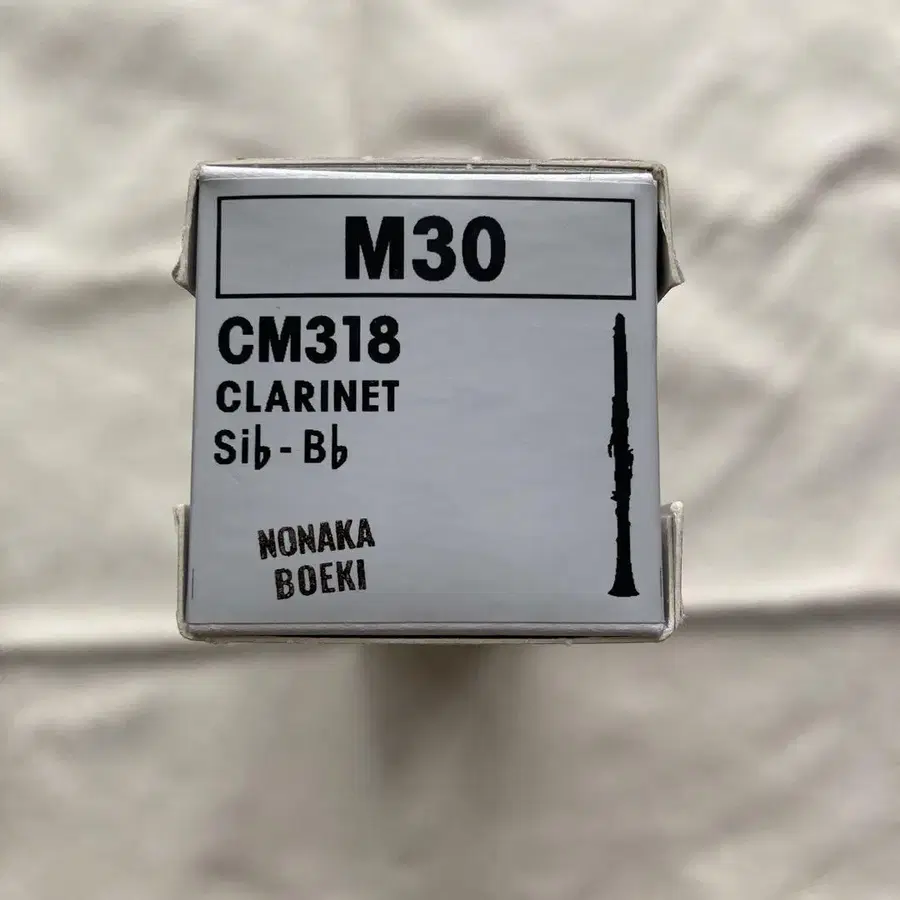 M30
CM318
CLARINET
Si♭ - B♭
NONAKA
BOEKI